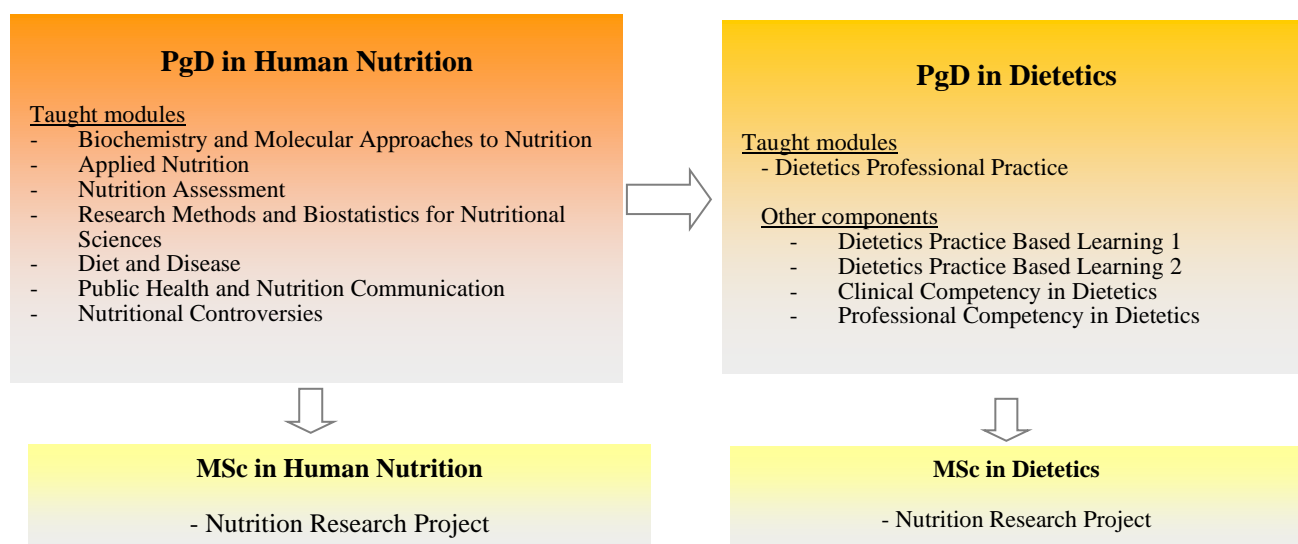 PgD in Human Nutrition
Taught modules
- Biochemistry and Molecular Approaches to Nutrition
- Applied Nutrition
- Nutrition Assessment
- Research Methods and Biostatistics for Nutritional
Sciences
- Diet and Disease
- Public Health and Nutrition Communication
- Nutritional Controversies
PgD in Dietetics
Taught modules
- Dietetics Professional Practice
Other components
- Dietetics Practice Based Learning 1
- Dietetics Practice Based Learning 2
- Clinical Competency in Dietetics
- Professional Competency in Dietetics
MSc in Human Nutrition
- Nutrition Research Project
MSc in Dietetics
- Nutrition Research Project